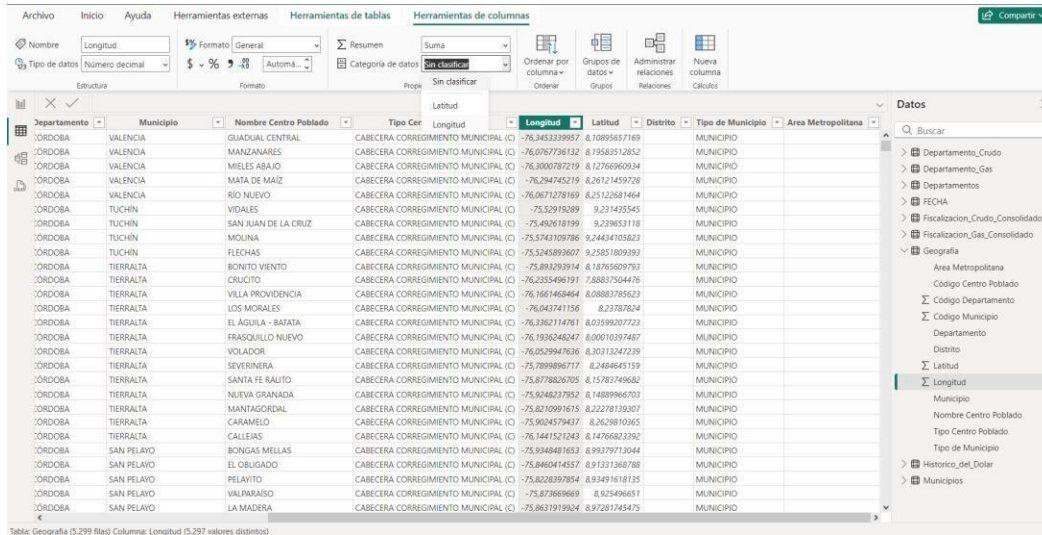 Archivo Inicio Ayuda Herramientas externas Herramientas de tablas Herramientas de columnas Compartir
Nombre Longitud $% Formato General Σ Resumen Suma
Tipo de datos Número decimal $ % 9 .00 Automá... Categoría de datos Sin clasificar
Ordenar por columna Grupos de datos Administrar relaciones Nueva columna
Estructura Formato Propie Ordenar Grupos Relaciones Cálculos
Sin clasificar
Latitud
Longitud
Departamento Municipio Nombre Centro Poblado Tipo Cen Longitud Latitud Distrito Tipo de Municipio Area Metropolitana
CÓRDOBA VALENCIA GUADUAL CENTRAL CABECERA CORREGIMIENTO MUNICIPAL (C) -76,3453339957 8,10895657169 MUNICIPIO
CÓRDOBA VALENCIA MANZANARES CABECERA CORREGIMIENTO MUNICIPAL (C) -76,0767736132 8,19583512852 MUNICIPIO
CÓRDOBA VALENCIA MIELES ABAJO CABECERA CORREGIMIENTO MUNICIPAL (C) -76,3000787219 8,12766960934 MUNICIPIO
CÓRDOBA VALENCIA MATA DE MAÍZ CABECERA CORREGIMIENTO MUNICIPAL (C) -76,294745219 8,26121459728 MUNICIPIO
CÓRDOBA VALENCIA RÍO NUEVO CABECERA CORREGIMIENTO MUNICIPAL (C) -76,0671278169 8,25122681464 MUNICIPIO
CÓRDOBA TUCHÍN VIDALES CABECERA CORREGIMIENTO MUNICIPAL (C) -75,52919289 9,231435545 MUNICIPIO
CÓRDOBA TUCHÍN SAN JUAN DE LA CRUZ CABECERA CORREGIMIENTO MUNICIPAL (C) -75,492618199 9,239653118 MUNICIPIO
CÓRDOBA TUCHÍN MOLINA CABECERA CORREGIMIENTO MUNICIPAL (C) -75,5743109786 9,24434105823 MUNICIPIO
CÓRDOBA TUCHÍN FLECHAS CABECERA CORREGIMIENTO MUNICIPAL (C) -75,5245893607 9,25851809393 MUNICIPIO
CÓRDOBA TIERRALTA BONITO VIENTO CABECERA CORREGIMIENTO MUNICIPAL (C) -75,893293914 8,18765609793 MUNICIPIO
CÓRDOBA TIERRALTA CRUCITO CABECERA CORREGIMIENTO MUNICIPAL (C) -76,2355496191 7,88837504476 MUNICIPIO
CÓRDOBA TIERRALTA VILLA PROVIDENCIA CABECERA CORREGIMIENTO MUNICIPAL (C) -76,1661468464 8,08883785623 MUNICIPIO
CÓRDOBA TIERRALTA LOS MORALES CABECERA CORREGIMIENTO MUNICIPAL (C) -76,043741156 8,23787824 MUNICIPIO
CÓRDOBA TIERRALTA EL ÁGUILA - BATATA CABECERA CORREGIMIENTO MUNICIPAL (C) -76,3362114761 8,03599207723 MUNICIPIO
CÓRDOBA TIERRALTA FRASQUILLO NUEVO CABECERA CORREGIMIENTO MUNICIPAL (C) -76,1936248247 8,00010397487 MUNICIPIO
CÓRDOBA TIERRALTA VOLADOR CABECERA CORREGIMIENTO MUNICIPAL (C) -76,0529947636 8,30313247239 MUNICIPIO
CÓRDOBA TIERRALTA SEVERINERA CABECERA CORREGIMIENTO MUNICIPAL (C) -75,7899896717 8,2484645159 MUNICIPIO
CÓRDOBA TIERRALTA SANTA FE RALITO CABECERA CORREGIMIENTO MUNICIPAL (C) -75,8778826705 8,15783749682 MUNICIPIO
CÓRDOBA TIERRALTA NUEVA GRANADA CABECERA CORREGIMIENTO MUNICIPAL (C) -75,9248237952 8,14889966703 MUNICIPIO
CÓRDOBA TIERRALTA MANTAGORDAL CABECERA CORREGIMIENTO MUNICIPAL (C) -75,8210991615 8,22278139307 MUNICIPIO
CÓRDOBA TIERRALTA CARAMELO CABECERA CORREGIMIENTO MUNICIPAL (C) -75,9024579437 8,2629810365 MUNICIPIO
CÓRDOBA TIERRALTA CALLEJAS CABECERA CORREGIMIENTO MUNICIPAL (C) -76,1441521243 8,14766823392 MUNICIPIO
CÓRDOBA SAN PELAYO BONGAS MELLAS CABECERA CORREGIMIENTO MUNICIPAL (C) -75,9348481653 8,99379713044 MUNICIPIO
CÓRDOBA SAN PELAYO EL OBLIGADO CABECERA CORREGIMIENTO MUNICIPAL (C) -75,8460414557 8,91331368788 MUNICIPIO
CÓRDOBA SAN PELAYO PELAYITO CABECERA CORREGIMIENTO MUNICIPAL (C) -75,8228397854 8,93491618135 MUNICIPIO
CÓRDOBA SAN PELAYO VALPARAÍSO CABECERA CORREGIMIENTO MUNICIPAL (C) -75,873669669 8,925496651 MUNICIPIO
CÓRDOBA SAN PELAYO LA MADERA CABECERA CORREGIMIENTO MUNICIPAL (C) -75,8631919924 8,97281745475 MUNICIPIO
Datos
Buscar
Departamento_Crudo
Departamento_Gas
Departamentos
FECHA
Fiscalizacion_Crudo_Consolidado
Fiscalizacion_Gas_Consolidado
Geografia
Area Metropolitana
Código Centro Poblado
Σ Código Departamento
Σ Código Municipio
Departamento
Distrito
Σ Latitud
Σ Longitud
Municipio
Nombre Centro Poblado
Tipo Centro Poblado
Tipo de Municipio
Historico_del_Dolar
Municipios
Tabla: Geografia (5.299 filas) Columna: Longitud (5.297 valores distintos)